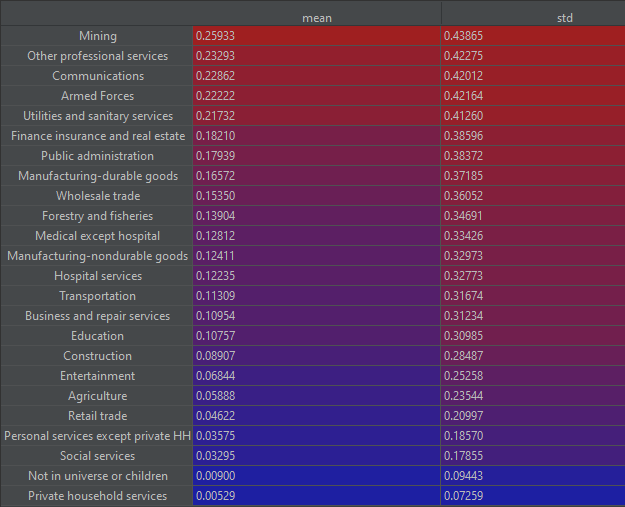 mean std
Mining 0.25933 0.43865
Other professional services 0.23293 0.42275
Communications 0.22862 0.42012
Armed Forces 0.22222 0.42164
Utilities and sanitary services 0.21732 0.41260
Finance insurance and real estate 0.18210 0.38596
Public administration 0.17939 0.38372
Manufacturing-durable goods 0.16572 0.37185
Wholesale trade 0.15350 0.36052
Forestry and fisheries 0.13904 0.34691
Medical except hospital 0.12812 0.33426
Manufacturing-nondurable goods 0.12411 0.32973
Hospital services 0.12235 0.32773
Transportation 0.11309 0.31674
Business and repair services 0.10954 0.31234
Education 0.10757 0.30985
Construction 0.08907 0.28487
Entertainment 0.06844 0.25258
Agriculture 0.05888 0.23544
Retail trade 0.04622 0.20997
Personal services except private HH 0.03575 0.18570
Social services 0.03295 0.17855
Not in universe or children 0.00900 0.09443
Private household services 0.00529 0.07259